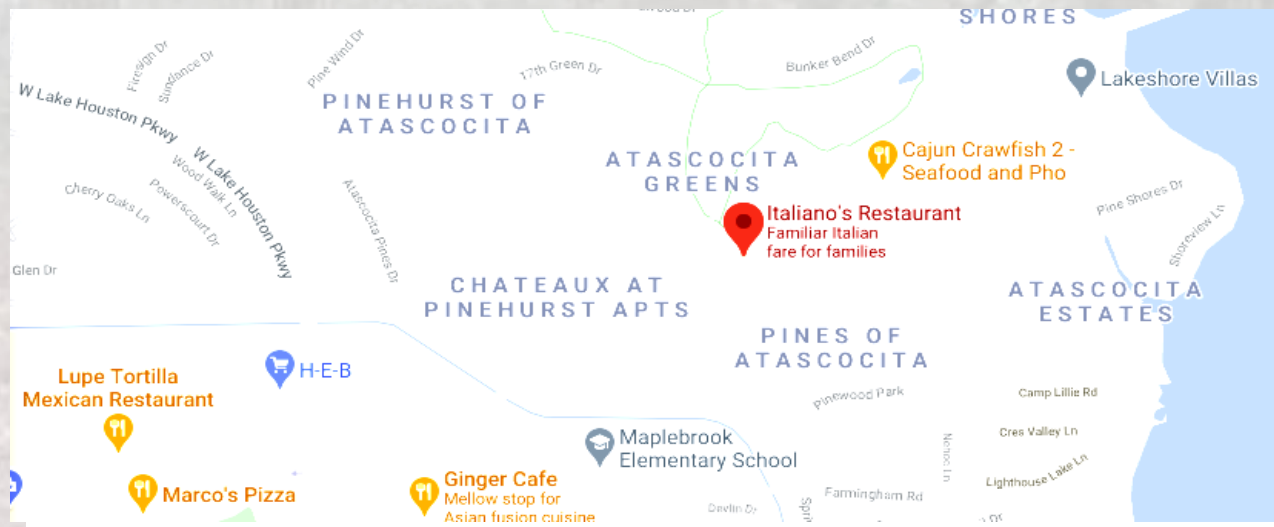 SHORES
Firesign Dr
Sundance Dr
Pine Wind Dr
17th Green Dr
Bunker Bend Dr
Lakeshore Villas
W Lake Houston Pkwy
PINEHURST OF
ATASCOCITA
ATASCOCITA
GREENS
Cajun Crawfish 2 -
Seafood and Pho
W Lake Houston Pkwy
Wood Walk Ln
Powerscourt Dr
Cherry Oaks Ln
Atascocita Pines Dr
Pine Shores Dr
Shoreview Ln
Italiano's Restaurant
Familiar Italian
fare for families
Glen Dr
CHATEAUX AT
PINEHURST APTS
ATASCOCITA
ESTATES
PINES OF
ATASCOCITA
H-E-B
Lupe Tortilla
Mexican Restaurant
Pinewood Park
Camp Lillie Rd
Cres Valley Ln
Maplebrook
Elementary School
Lighthouse Lake Ln
Marco's Pizza
Ginger Cafe
Mellow stop for
Asian fusion cuisine
Farmingham Rd
Devlin Dr
Dr